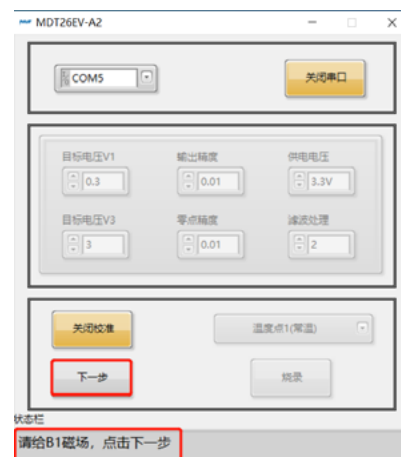 MDT26EV-A2
COM5
关闭串口
目标电压V1 输出精度 供电电压
0.3 0.01 3.3V
目标电压V3 零点精度 滤波处理
3 0.01 2
关闭校准 温度点1(常温)
下一步 烧录
状态栏
请给B1磁场，点击下一步